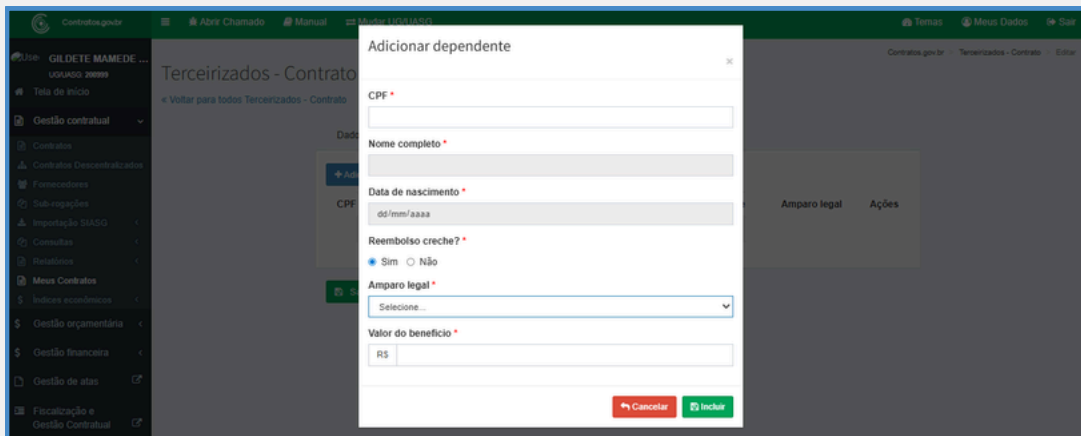 Contratos.govbr
Abrir Chamado
Manual
Mudar UG/UASG
Temas
Meus Dados
Sair
GILDETE MAMEDE ...
UG/UASG:
Tela de início
Gestão contratual
Contratos
Contratos Descentralizados
Fornecedores
Sub-rogações
Importação SIASG
Consultas
Relatórios
Meus Contratos
Indices econômicos
Gestão orçamentária
Gestão financeira
Gestão de atas
Fiscalização e
Gestão Contratual
Terceirizados - Contrato
« Voltar para todos Terceirizados - Contrato
Contratos.gov.br
Terceirizados - Contrato
Editar
CPF
Amparo legal
Ações
Adicionar dependente
×
CPF *
Nome completo *
Data de nascimento *
dd/mm/aaaa
Reembolso creche? *
Sim
Não
Amparo legal *
Selecione...
Valor do benefício *
R$
Cancelar
Incluir